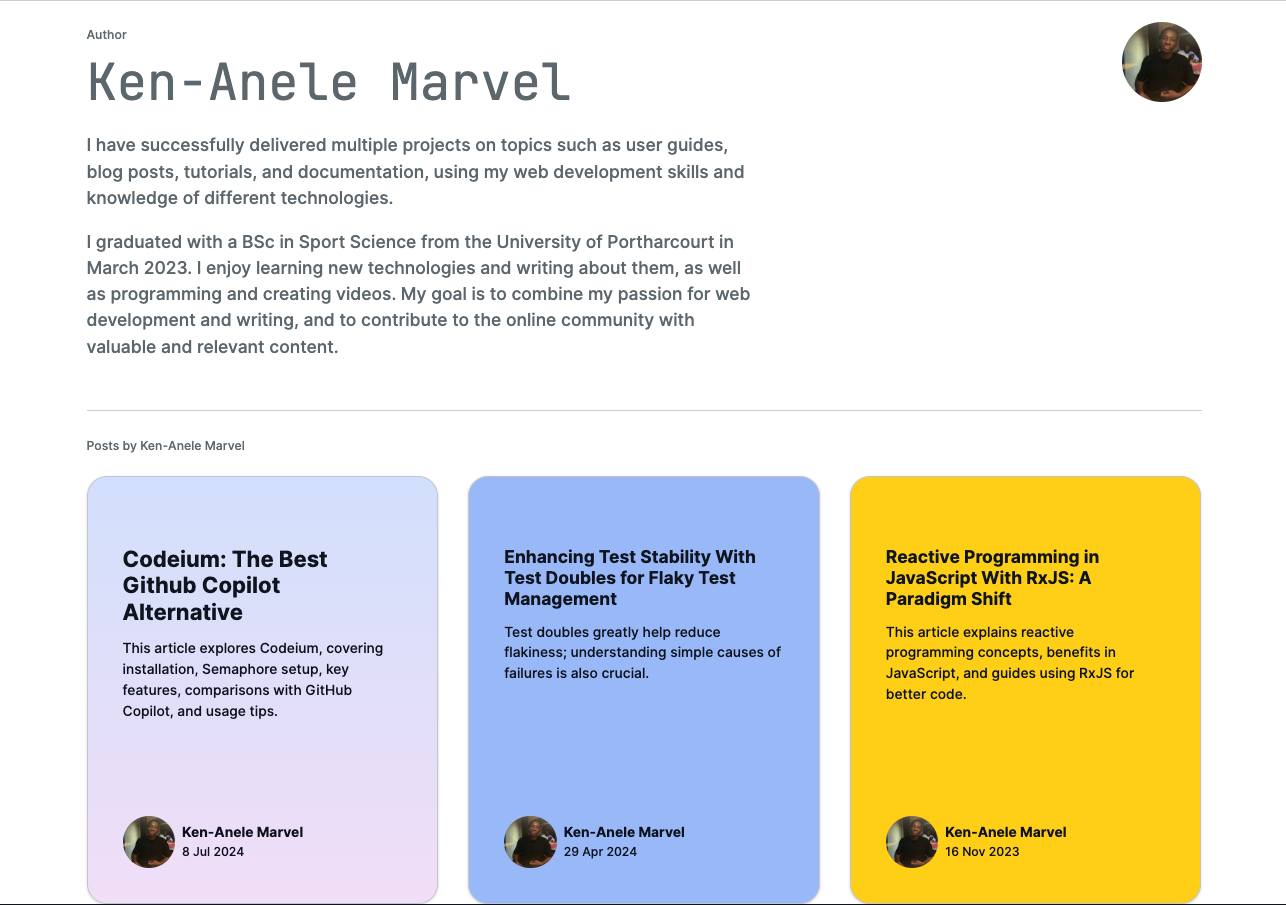 Author
Ken-Anele Marvel
I have successfully delivered multiple projects on topics such as user guides,
blog posts, tutorials, and documentation, using my web development skills and
knowledge of different technologies.
I graduated with a BSc in Sport Science from the University of Portharcourt in
March 2023. I enjoy learning new technologies and writing about them, as well
as programming and creating videos. My goal is to combine my passion for web
development and writing, and to contribute to the online community with
valuable and relevant content.
Posts by Ken-Anele Marvel
Codeium: The Best
Github Copilot
Alternative
This article explores Codeium, covering
installation, Semaphore setup, key
features, comparisons with GitHub
Copilot, and usage tips.
Ken-Anele Marvel
8 Jul 2024
Enhancing Test Stability With
Test Doubles for Flaky Test
Management
Test doubles greatly help reduce
flakiness; understanding simple causes of
failures is also crucial.
Ken-Anele Marvel
29 Apr 2024
Reactive Programming in
JavaScript With RxJS: A
Paradigm Shift
This article explains reactive
programming concepts, benefits in
JavaScript, and guides using RxJS for
better code.
Ken-Anele Marvel
16 Nov 2023